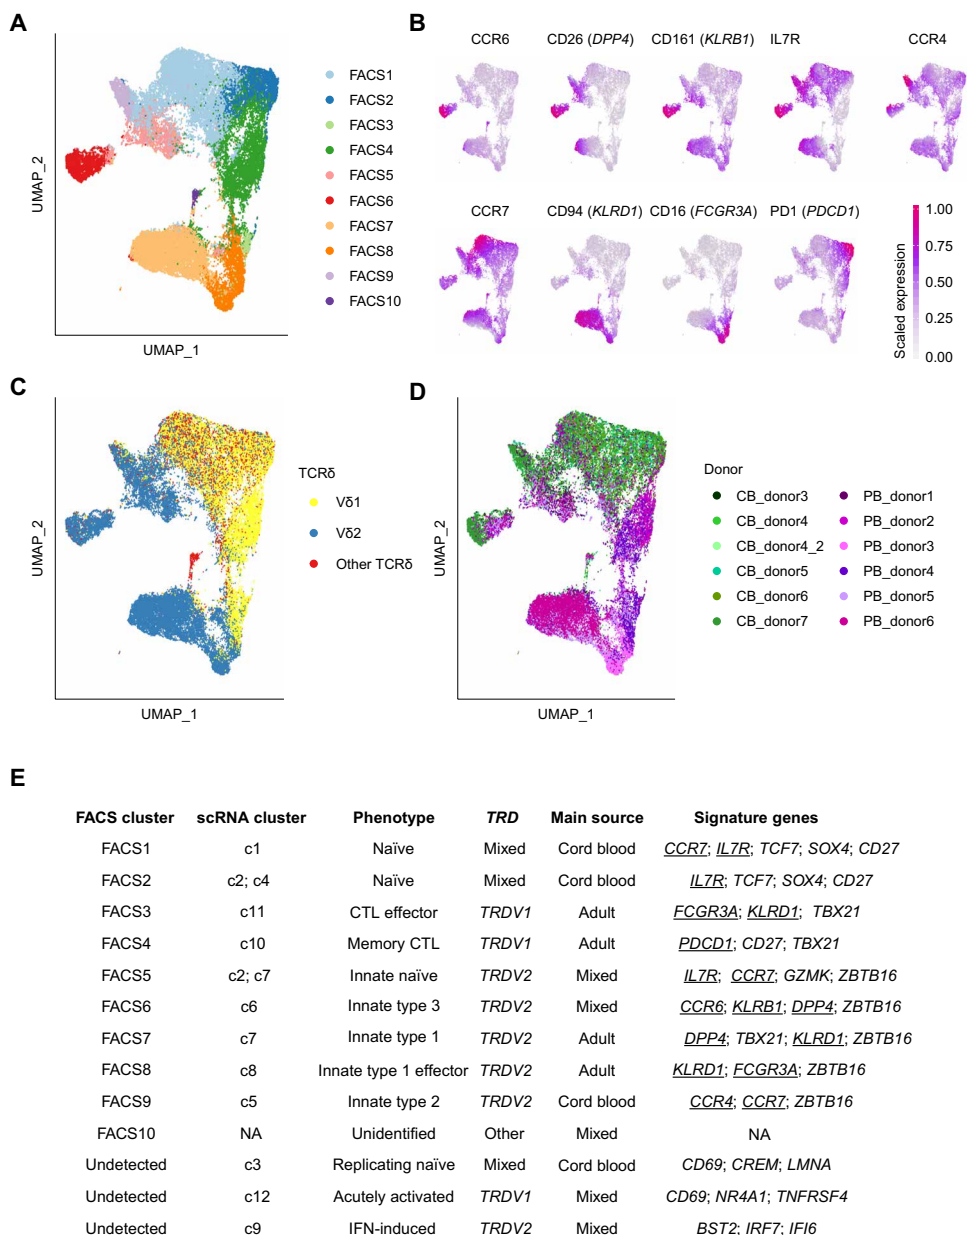 A
FACS1
FACS2
FACS3
FACS4
FACS5
FACS6
FACS7
FACS8
FACS9
FACS10
UMAP_2
UMAP_1
B
CCR6 CD26 (DPP4) CD161 (KLRB1) IL7R CCR4
CCR7 CD94 (KLRD1) CD16 (FCGR3A) PD1 (PDCD1)
Scaled expression
1.00
0.75
0.50
0.25
0.00
C
TCRδ
Vδ1
Vδ2
Other TCRδ
UMAP_2
UMAP_1
D
Donor
CB_donor3 PB_donor1
CB_donor4 PB_donor2
CB_donor4_2 PB_donor3
CB_donor5 PB_donor4
CB_donor6 PB_donor5
CB_donor7 PB_donor6
UMAP_2
UMAP_1
E
FACS cluster scRNA cluster Phenotype TRD Main source Signature genes
FACS1 c1 Naïve Mixed Cord blood CCR7; IL7R; TCF7; SOX4; CD27
FACS2 c2; c4 Naïve Mixed Cord blood IL7R; TCF7; SOX4; CD27
FACS3 c11 CTL effector TRDV1 Adult FCGR3A; KLRD1; TBX21
FACS4 c10 Memory CTL TRDV1 Adult PDCD1; CD27; TBX21
FACS5 c2; c7 Innate naïve TRDV2 Mixed IL7R; CCR7; GZMK; ZBTB16
FACS6 c6 Innate type 3 TRDV2 Mixed CCR6; KLRB1; DPP4; ZBTB16
FACS7 c7 Innate type 1 TRDV2 Adult DPP4; TBX21; KLRD1; ZBTB16
FACS8 c8 Innate type 1 effector TRDV2 Adult KLRD1; FCGR3A; ZBTB16
FACS9 c5 Innate type 2 TRDV2 Cord blood CCR4; CCR7; ZBTB16
FACS10 NA Unidentified Other Mixed NA
Undetected c3 Replicating naïve Mixed Cord blood CD69; CREM; LMNA
Undetected c12 Acutely activated TRDV1 Mixed CD69; NR4A1; TNFRSF4
Undetected c9 IFN-induced TRDV2 Mixed BST2; IRF7; IFI6